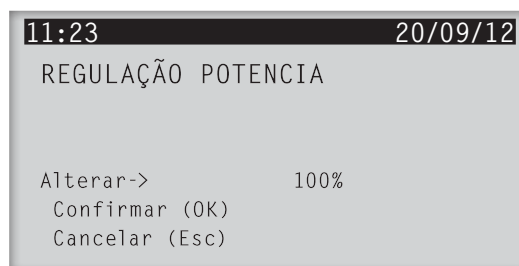 11:23 20/09/12
REGULAÇÃO POTENCIA
Alterar-> 100%
Confirmar (OK)
Cancelar (Esc)